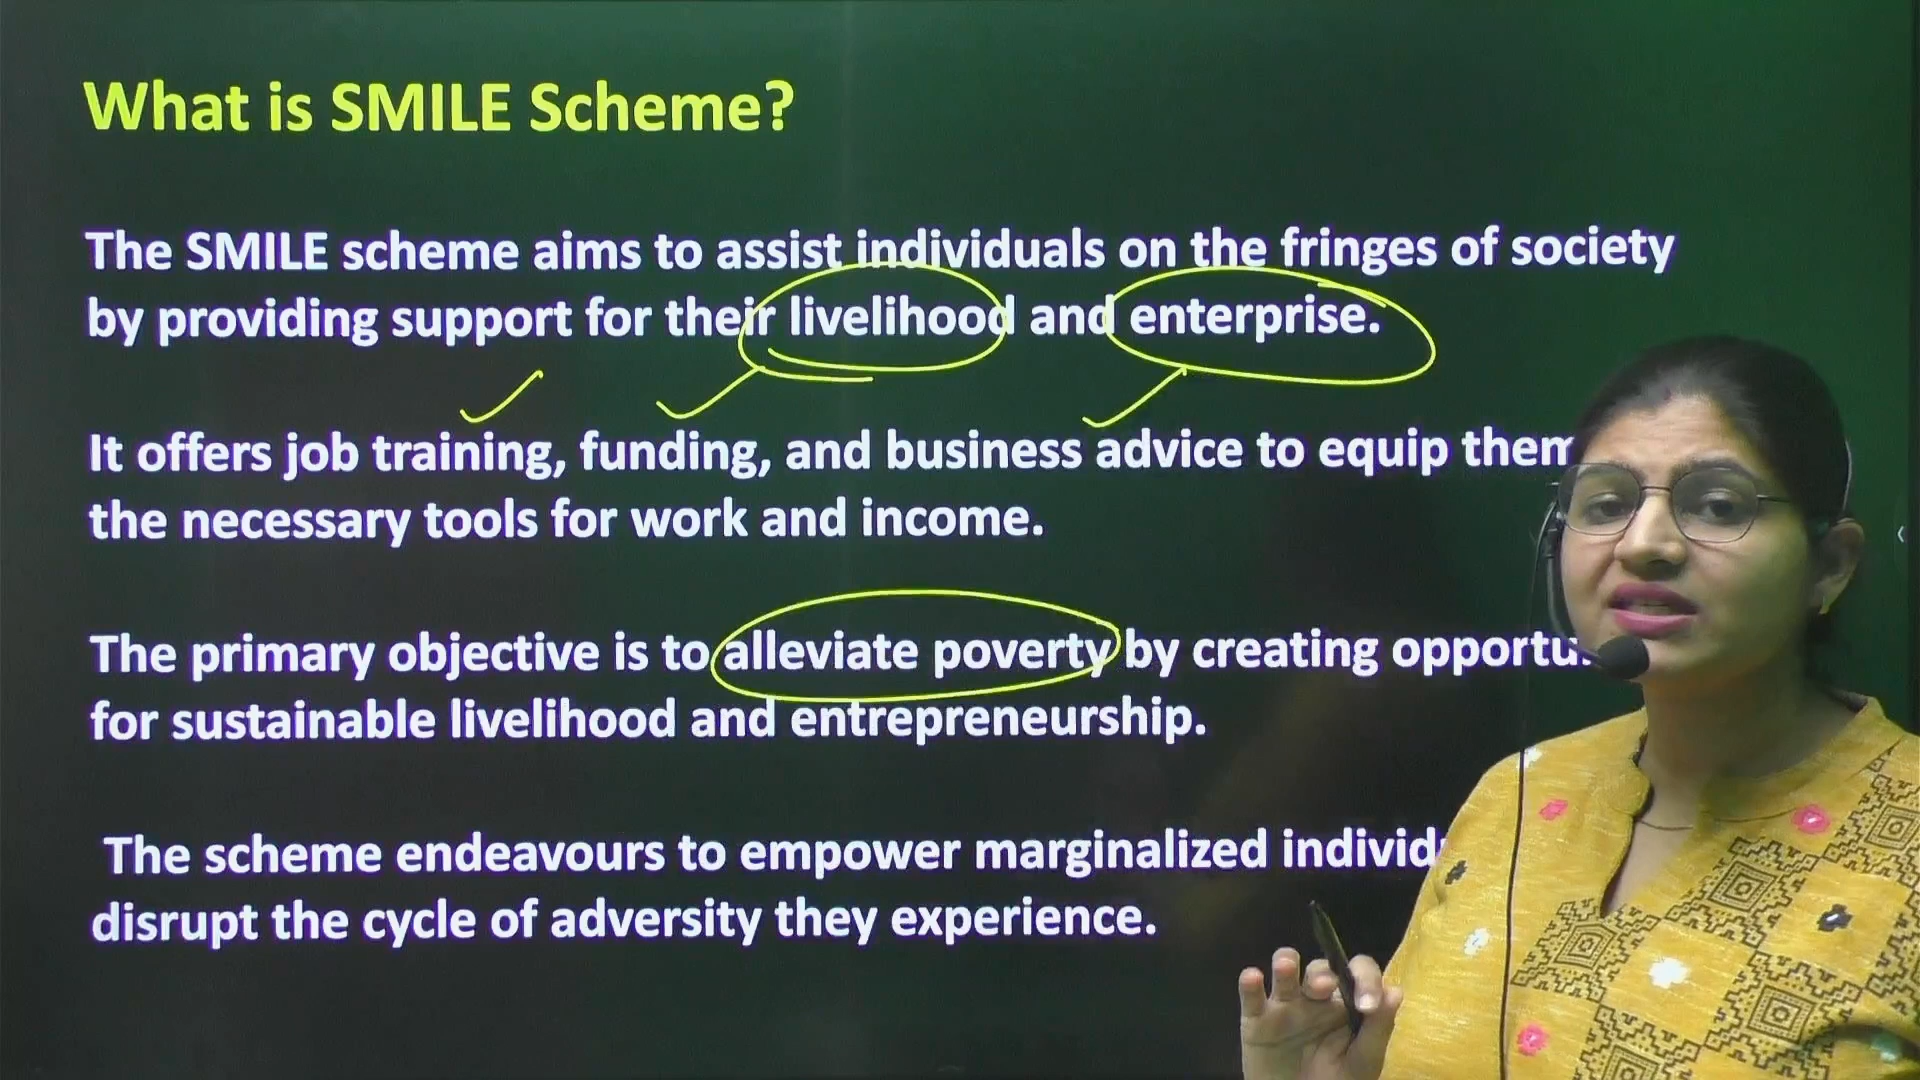 What is SMILE Scheme?
The SMILE scheme aims to assist individuals on the fringes of society
by providing support for their livelihood and enterprise.
It offers job training, funding, and business advice to equip them
the necessary tools for work and income.
The primary objective is to alleviate poverty by creating
for sustainable livelihood and entrepreneurship.
The scheme endeavours to empower marginalized
disrupt the cycle of adversity they experience.